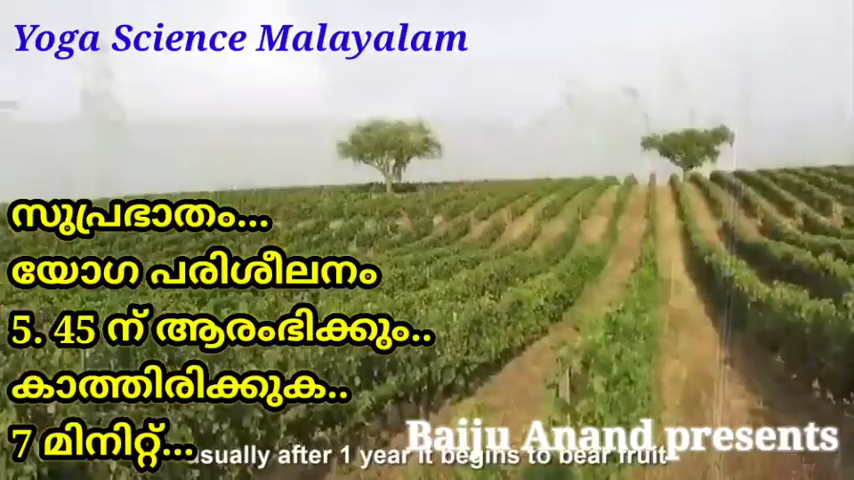 Yoga Science Malayalam
സുപ്രഭാതം...
യോഗ പരിശീലനം
5. 45 ന് ആരംഭിക്കും..
കാത്തിരിക്കുക..
7 മിനിറ്റ്...
Baiju Anand presents
usually after 1 year it begins to bear fruit